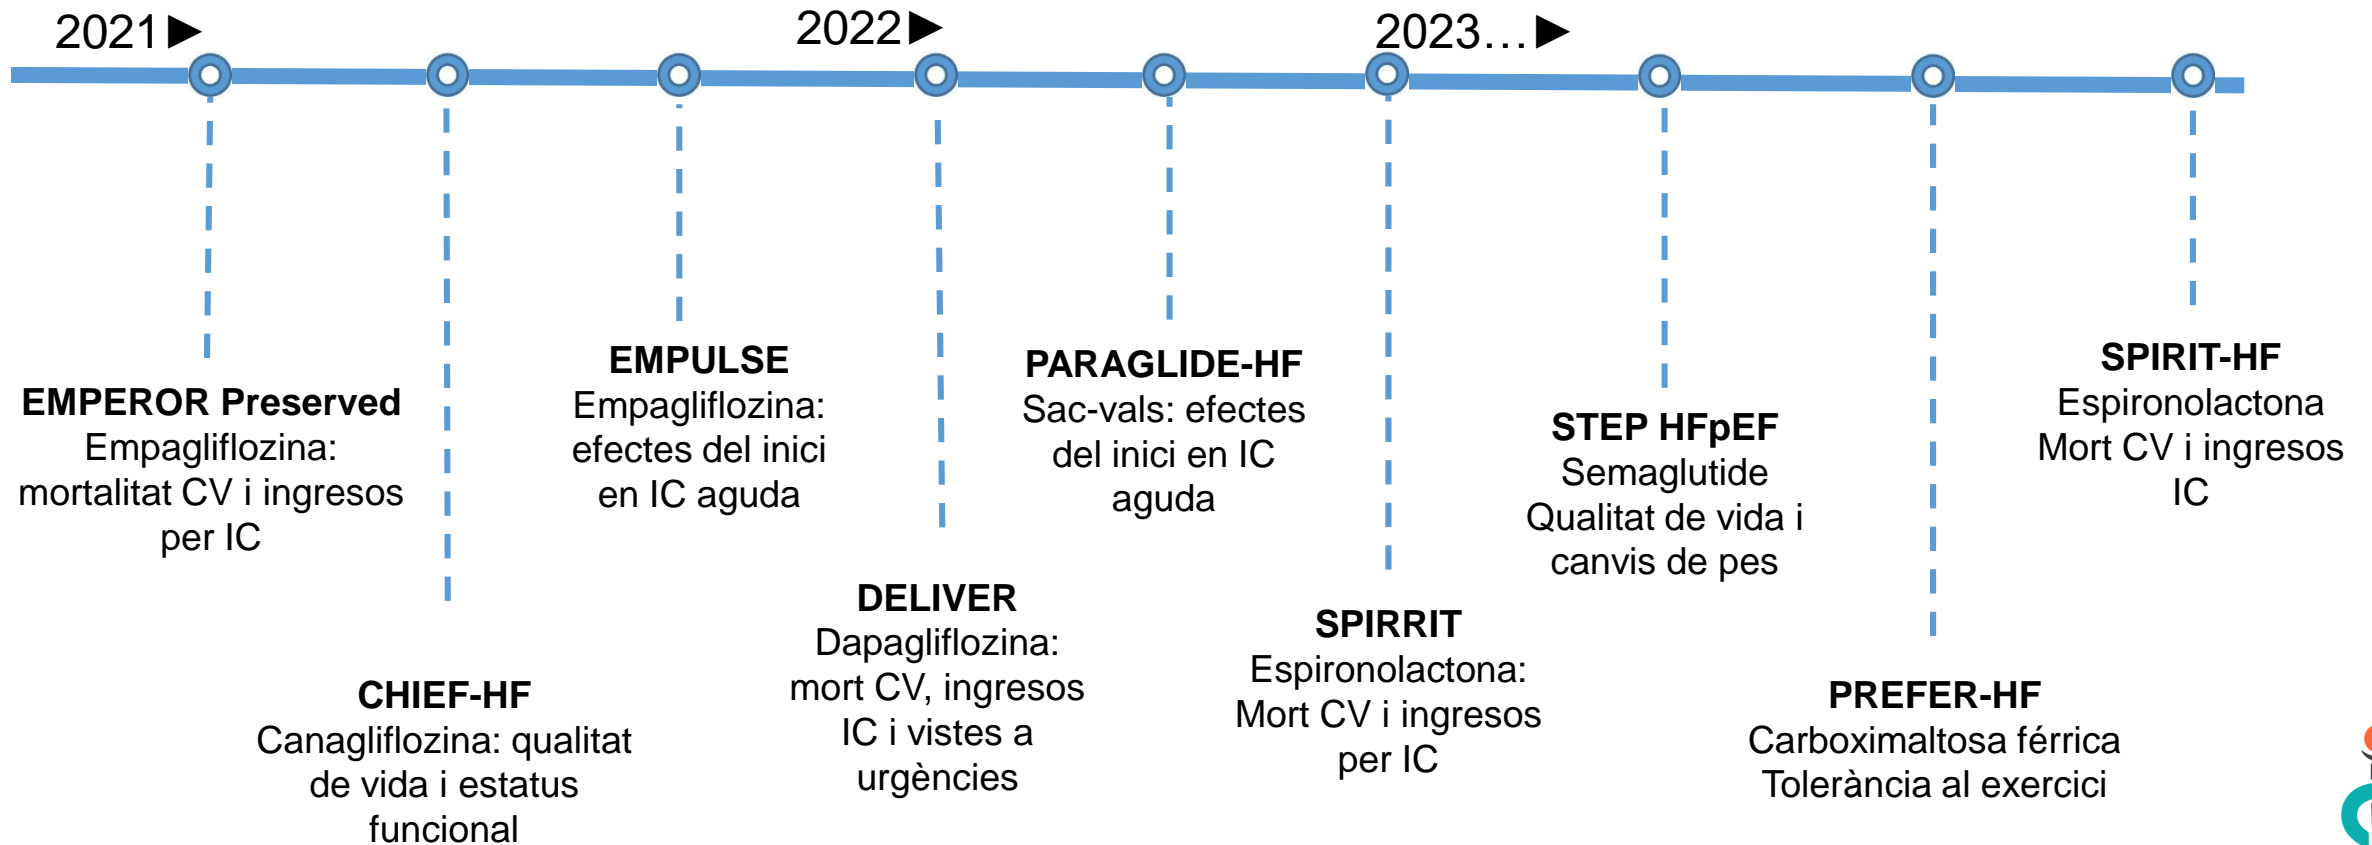 2021►
2022►
2023…►
EMPEROR Preserved
Empagliflozina:
mortalitat CV i ingresos
per IC
CHIEF-HF
Canagliflozina: qualitat
de vida i estatus
funcional
EMPULSE
Empagliflozina:
efectes del inici
en IC aguda
DELIVER
Dapagliflozina:
mort CV, ingresos
IC i vistes a
urgències
PARAGLIDE-HF
Sac-vals: efectes
del inici en IC
aguda
SPIRRIT
Espironolactona:
Mort CV i ingresos
per IC
STEP HFpEF
Semaglutide
Qualitat de vida i
canvis de pes
PREFER-HF
Carboximaltosa férrica
Tolerància al exercici
SPIRIT-HF
Espironolactona
Mort CV i ingresos
IC